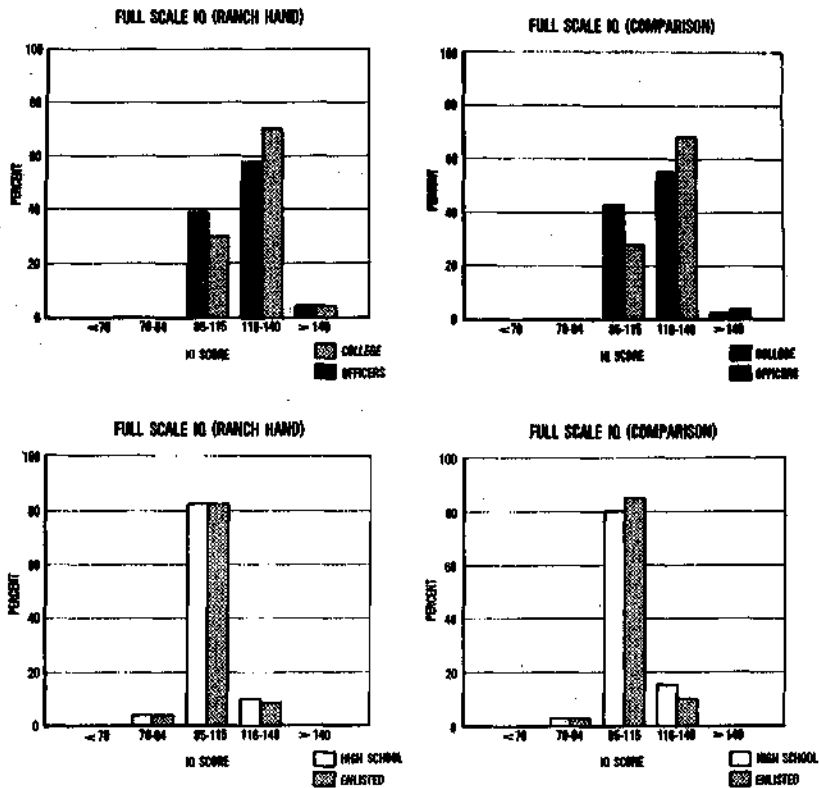 FULL SCALE IQ (RANCH HAND)
100
80
60
40
20
0
PERCENT
<70
70-84
85-115
116-140
>140
IQ SCORE
COLLEGE
OFFICERS
FULL SCALE IQ (COMPARISON)
100
80
60
40
20
0
PERCENT
<70
70-84
85-115
116-140
>140
IQ SCORE
COLLEGE
OFFICERS
FULL SCALE IQ (RANCH HAND)
100
80
60
40
20
0
PERCENT
<70
70-84
85-115
116-140
>140
IQ SCORE
HIGH SCHOOL
ENLISTED
FULL SCALE IQ (COMPARISON)
100
80
60
40
20
0
PERCENT
<70
70-84
85-115
116-140
>140
IQ SCORE
HIGH SCHOOL
ENLISTED